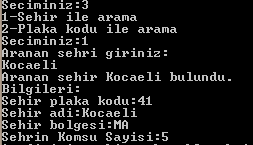 Seciminiz:3
1-Sehir ile arama
2-Plaka kodu ile arama
Seciminiz:1
Aranan sehri giriniz:
Kocaeli
Aranan sehir Kocaeli bulundu.
Bilgileri:
Sehir plaka kodu:41
Sehir adi:Kocaeli
Sehir bolgesi:MA
Sehrin Komsu Sayisi:5